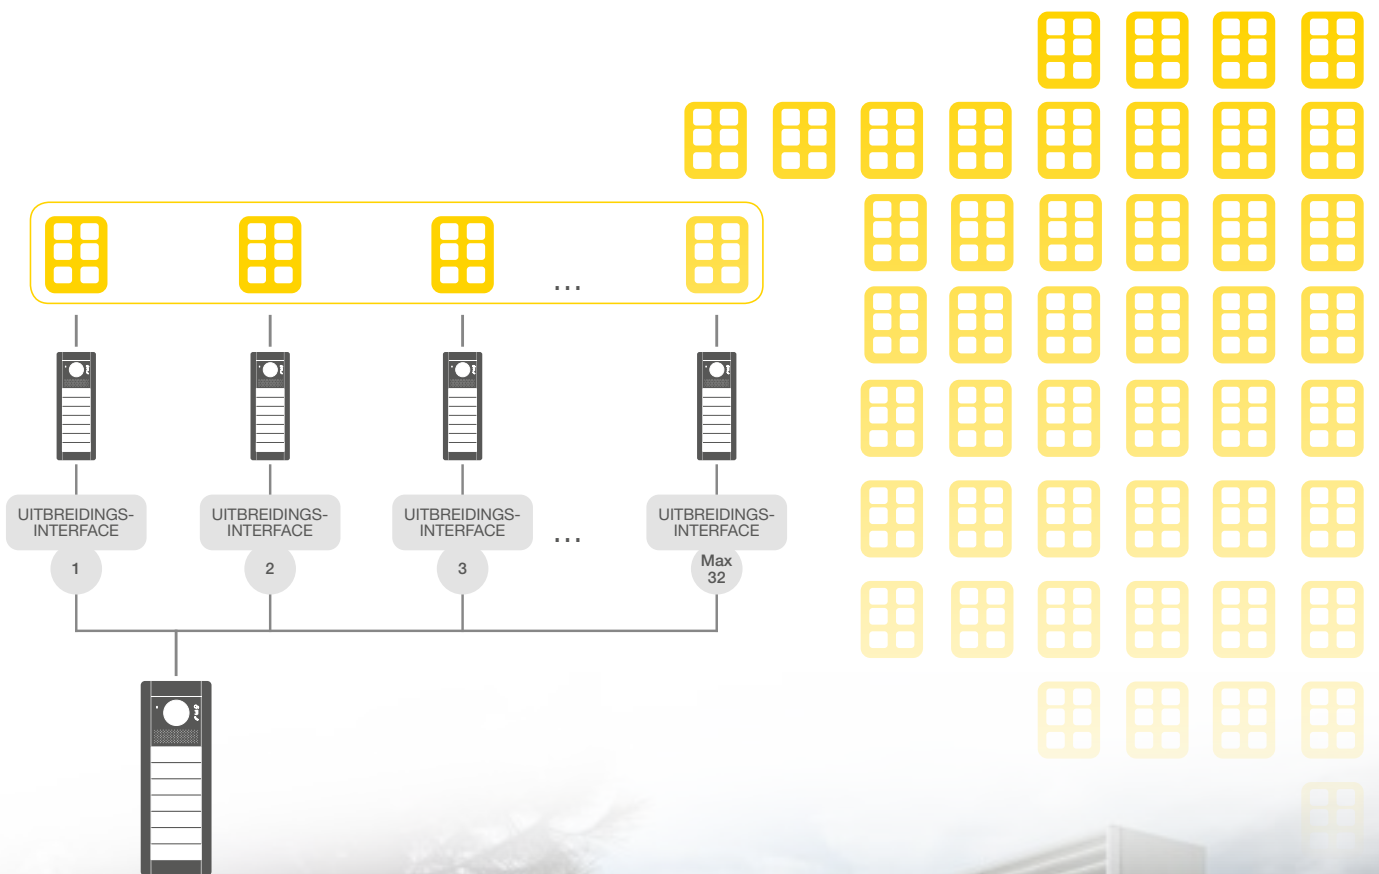 ...
UITBREIDINGS-
INTERFACE
1
UITBREIDINGS-
INTERFACE
2
UITBREIDINGS-
INTERFACE
3
...
UITBREIDINGS-
INTERFACE
Max
32